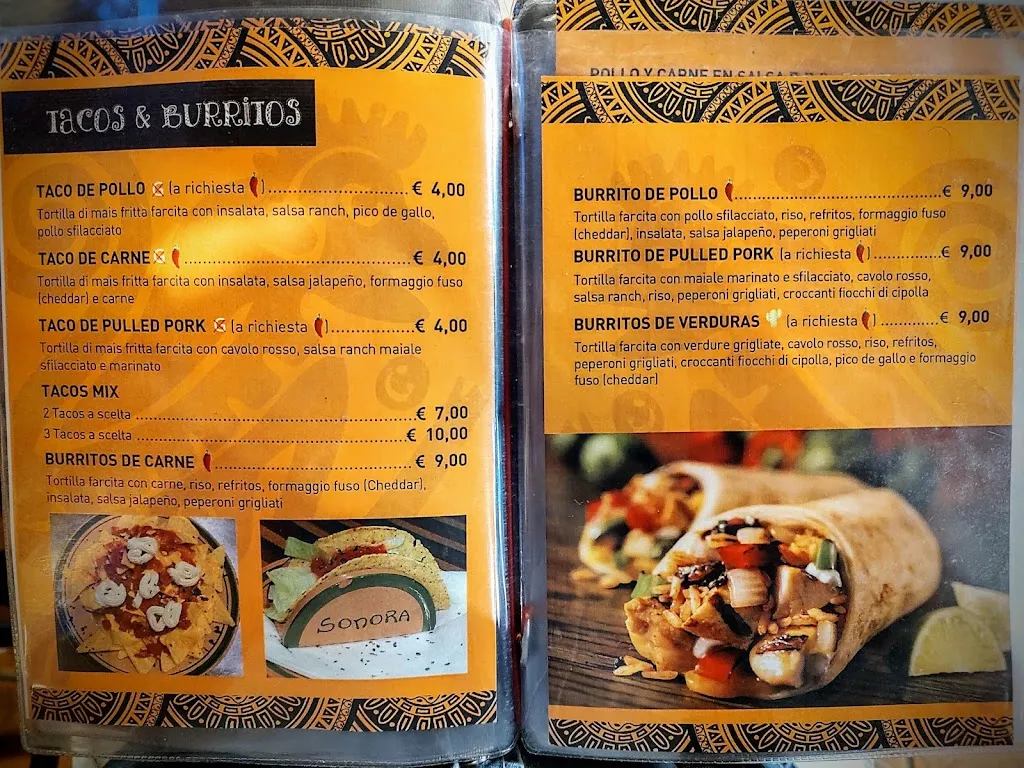 TACOS & BURRITOS
TACO DE POLLO (a richiesta )................................ € 4,00
Tortilla di mais fritta farcita con insalata, salsa ranch, pico de gallo,
pollo sfilacciato
TACO DE CARNE .................................................... € 4,00
Tortilla di mais fritta farcita con insalata, salsa jalapeño, formaggio fuso
(cheddar) e carne
TACO DE PULLED PORK (a richiesta )................... € 4,00
Tortilla di mais fritta farcita con cavolo rosso, salsa ranch maiale
sfilacciato e marinato
TACOS MIX
2 Tacos a scelta ................................................................ € 7,00
3 Tacos a scelta .............................................................. € 10,00
BURRITOS DE CARNE ............................................. € 9,00
Tortilla farcita con carne, riso, refritos, formaggio fuso (Cheddar),
insalata, salsa jalapeño, peperoni grigliati
SONORA
POLLO Y CARNE EN SALSA
BURRITO DE POLLO .................................................€ 9,00
Tortilla farcita con pollo sfilacciato, riso, refritos, formaggio fuso
(cheddar), insalata, salsa jalapeño, peperoni grigliati
BURRITO DE PULLED PORK (a richiesta )................€ 9,00
Tortilla farcita con maiale marinato e sfilacciato, cavolo rosso,
salsa ranch, riso, peperoni grigliati, croccanti fiocchi di cipolla
BURRITOS DE VERDURAS (a richiesta ) ..............€ 9,00
Tortilla farcita con verdure grigliate, cavolo rosso, riso, refritos,
peperoni grigliati, croccanti fiocchi di cipolla, pico de gallo e formaggio
fuso (cheddar)